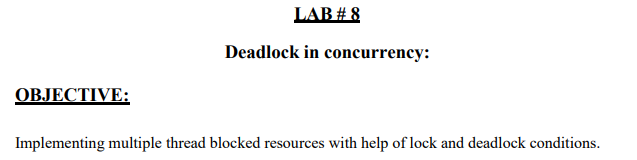 LAB # 8
Deadlock in concurrency:
OBJECTIVE:
Implementing multiple thread blocked resources with help of lock and deadlock conditions.